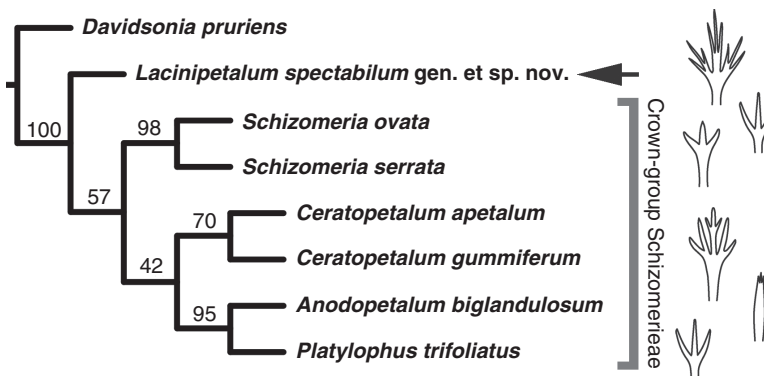 Davidsonia pruriens
Lacinipetalum spectabilum gen. et sp. nov.
100
98
Schizomeria ovata
Schizomeria serrata
57
70
Ceratopetalum apetalum
Ceratopetalum gummiferum
42
95
Anodopetalum biglandulosum
Platylophus trifoliatus
Crown-group Schizomerieae